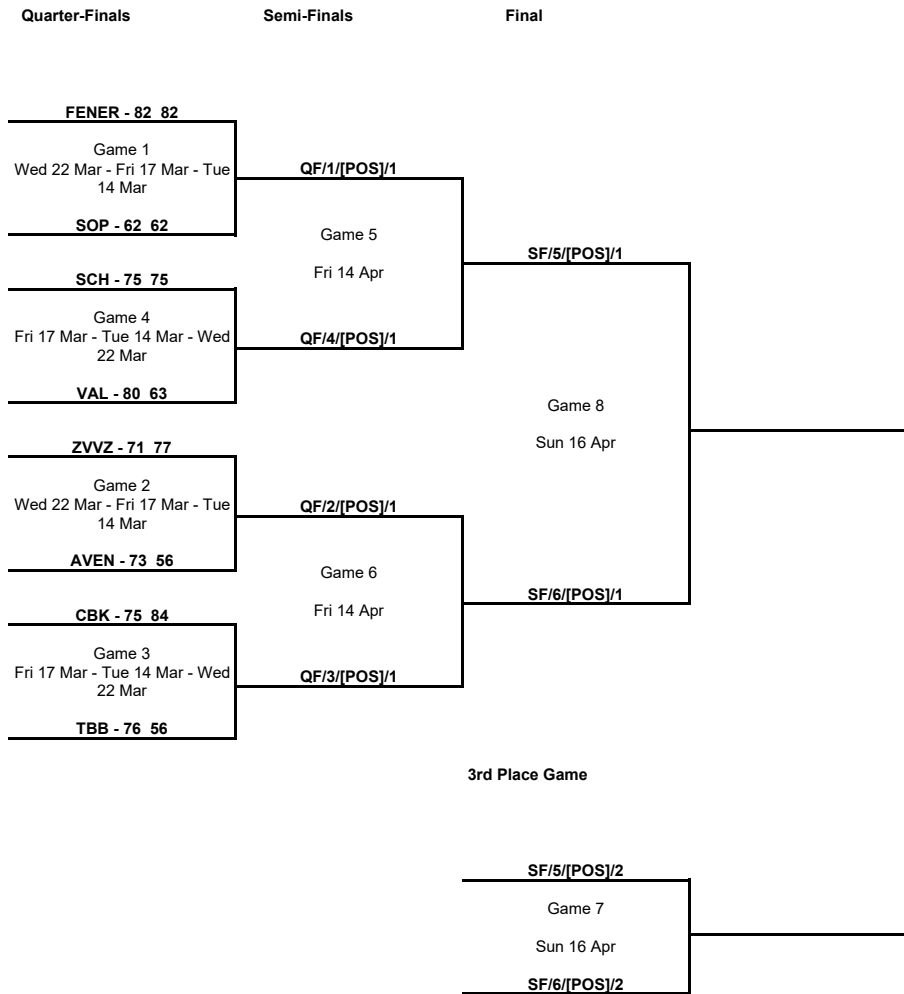 Quarter-Finals Semi-Finals Final
FENER - 82 82
Game 1
Wed 22 Mar - Fri 17 Mar - Tue
14 Mar
SOP - 62 62
QF/1/[POS]/1
Game 5
Fri 14 Apr
QF/4/[POS]/1
SCH - 75 75
Game 4
Fri 17 Mar - Tue 14 Mar - Wed
22 Mar
VAL - 80 63
SF/5/[POS]/1
Game 8
Sun 16 Apr
SF/6/[POS]/1
ZVVZ - 71 77
Game 2
Wed 22 Mar - Fri 17 Mar - Tue
14 Mar
AVEN - 73 56
QF/2/[POS]/1
Game 6
Fri 14 Apr
QF/3/[POS]/1
CBK - 75 84
Game 3
Fri 17 Mar - Tue 14 Mar - Wed
22 Mar
TBB - 76 56
3rd Place Game
SF/5/[POS]/2
Game 7
Sun 16 Apr
SF/6/[POS]/2